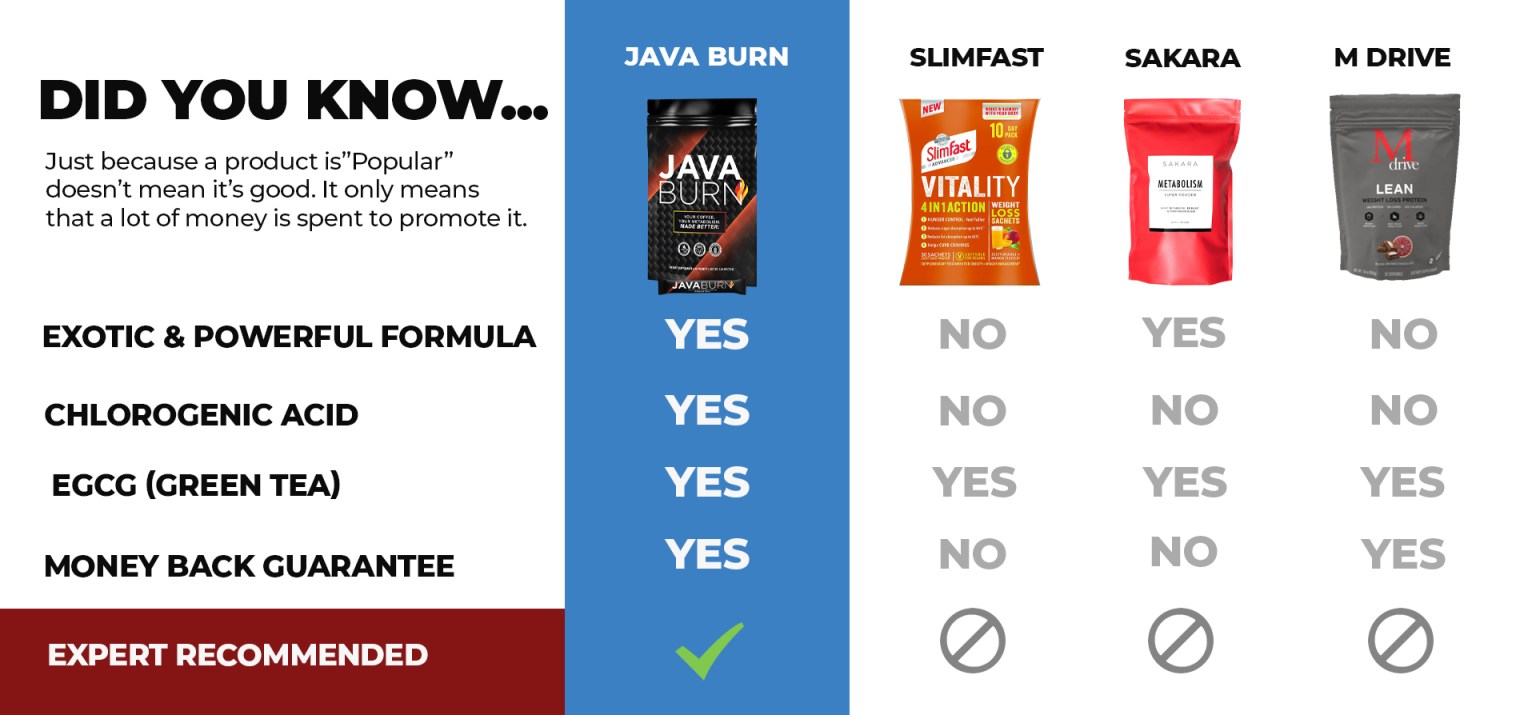 JAVA BURN
SLIMFAST
SAKARA
M DRIVE
DID YOU KNOW...
Just because a product is”Popular”
doesn’t mean it’s good. It only means
that a lot of money is spent to promote it.
JAVA
BURN
YOUR COFFEE.
YOUR METABOLISM.
MADE BETTER.
JAVABURN
NEW
10 DAY
PACK
SlimFast
ADVANCED
VITALITY
4 IN 1 ACTION
WEIGHT
LOSS
SACHETS
SAKARA
METABOLISM
SUPER POWDER
M
drive
LEAN
WEIGHT LOSS PROTEIN
EXOTIC & POWERFUL FORMULA YES NO YES NO
CHLOROGENIC ACID YES NO NO NO
EGCG (GREEN TEA) YES YES YES YES
MONEY BACK GUARANTEE YES NO NO YES
EXPERT RECOMMENDED